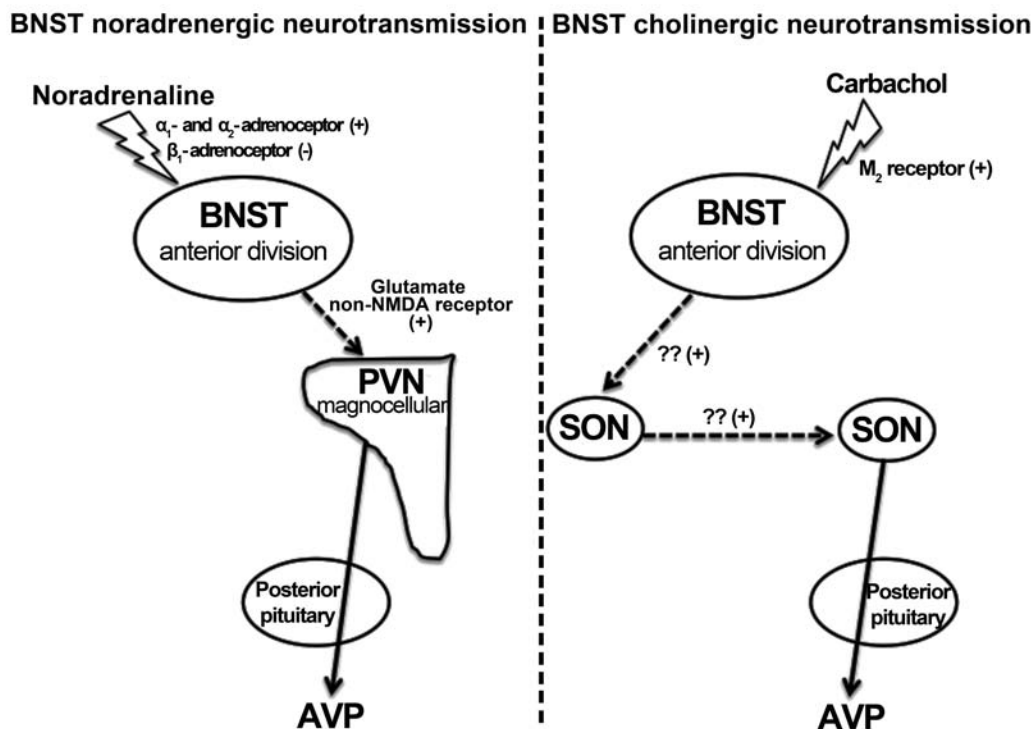 BNST noradrenergic neurotransmission
Noradrenaline
α₁- and α₂-adrenoceptor (+)
β₁-adrenoceptor (-)
BNST
anterior division
Glutamate
non-NMDA receptor
(+)
PVN
magnocellular
Posterior
pituitary
AVP
BNST cholinergic neurotransmission
Carbachol
M₂ receptor (+)
BNST
anterior division
?? (+)
SON
?? (+)
SON
Posterior
pituitary
AVP